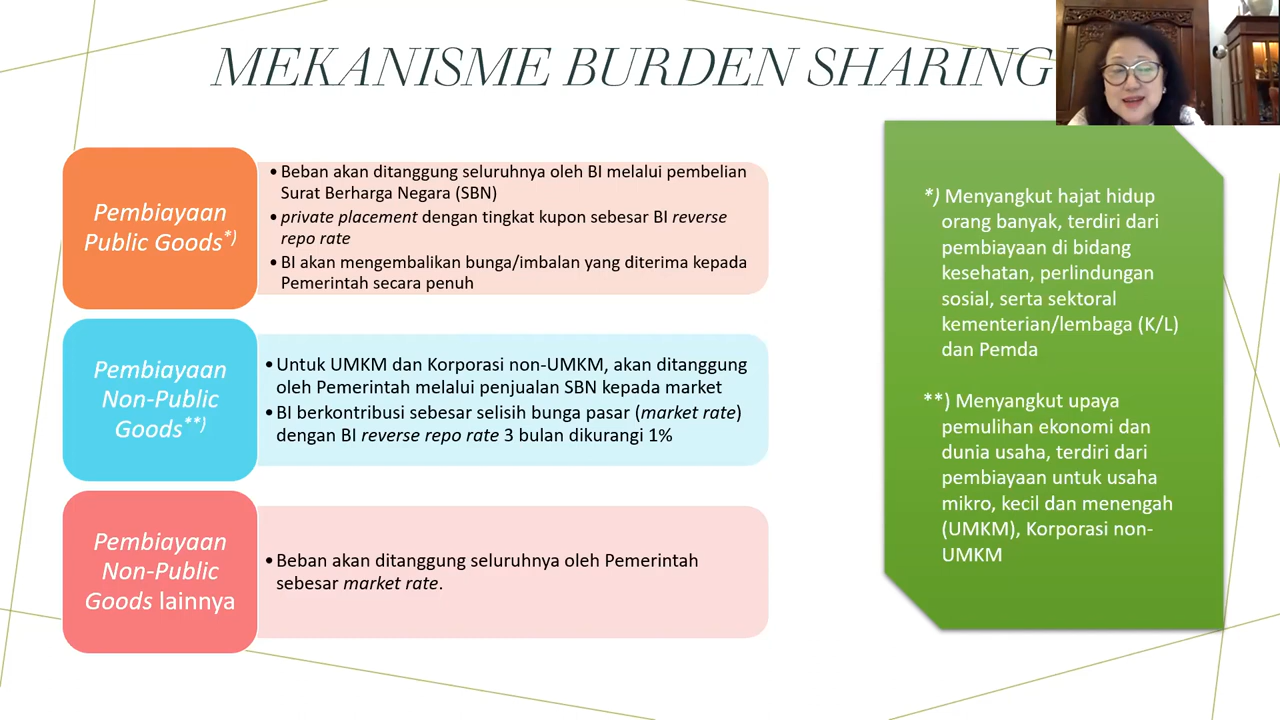 MEKANISME BURDEN SHARING
Pembiayaan
Public Goods*)
• Beban akan ditanggung seluruhnya oleh BI melalui pembelian
Surat Berharga Negara (SBN)
• private placement dengan tingkat kupon sebesar BI reverse
repo rate
• BI akan mengembalikan bunga/imbalan yang diterima kepada
Pemerintah secara penuh
Pembiayaan
Non-Public
Goods**)
• Untuk UMKM dan Korporasi non-UMKM, akan ditanggung
oleh Pemerintah melalui penjualan SBN kepada market
• BI berkontribusi sebesar selisih bunga pasar (market rate)
dengan BI reverse repo rate 3 bulan dikurangi 1%
Pembiayaan
Non-Public
Goods lainnya
• Beban akan ditanggung seluruhnya oleh Pemerintah
sebesar market rate.
*) Menyangkut hajat hidup
orang banyak, terdiri dari
pembiayaan di bidang
kesehatan, perlindungan
sosial, serta sektoral
kementerian/lembaga (K/L)
dan Pemda
**) Menyangkut upaya
pemulihan ekonomi dan
dunia usaha, terdiri dari
pembiayaan untuk usaha
mikro, kecil dan menengah
(UMKM), Korporasi non-
UMKM